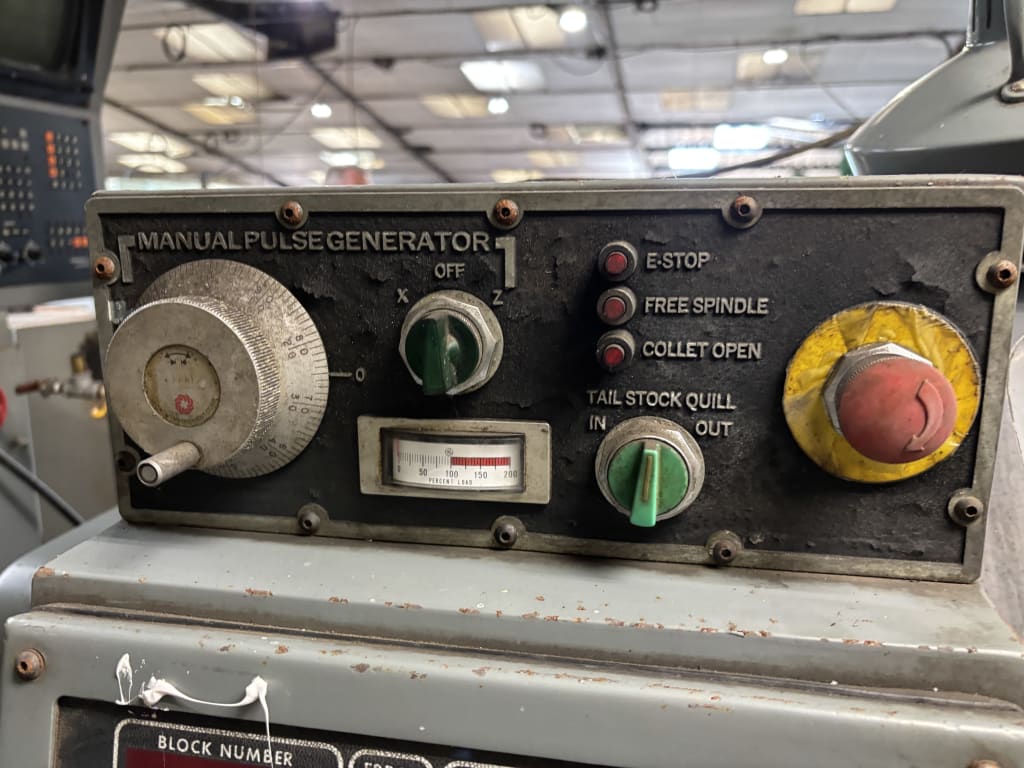 MANUAL PULSE GENERATOR
OFF
X Z
E-STOP
FREE SPINDLE
COLLET OPEN
0
TAIL STOCK QUILL
IN OUT
%
0 50 100 150 200
PERCENT LOAD
BLOCK NUMBER